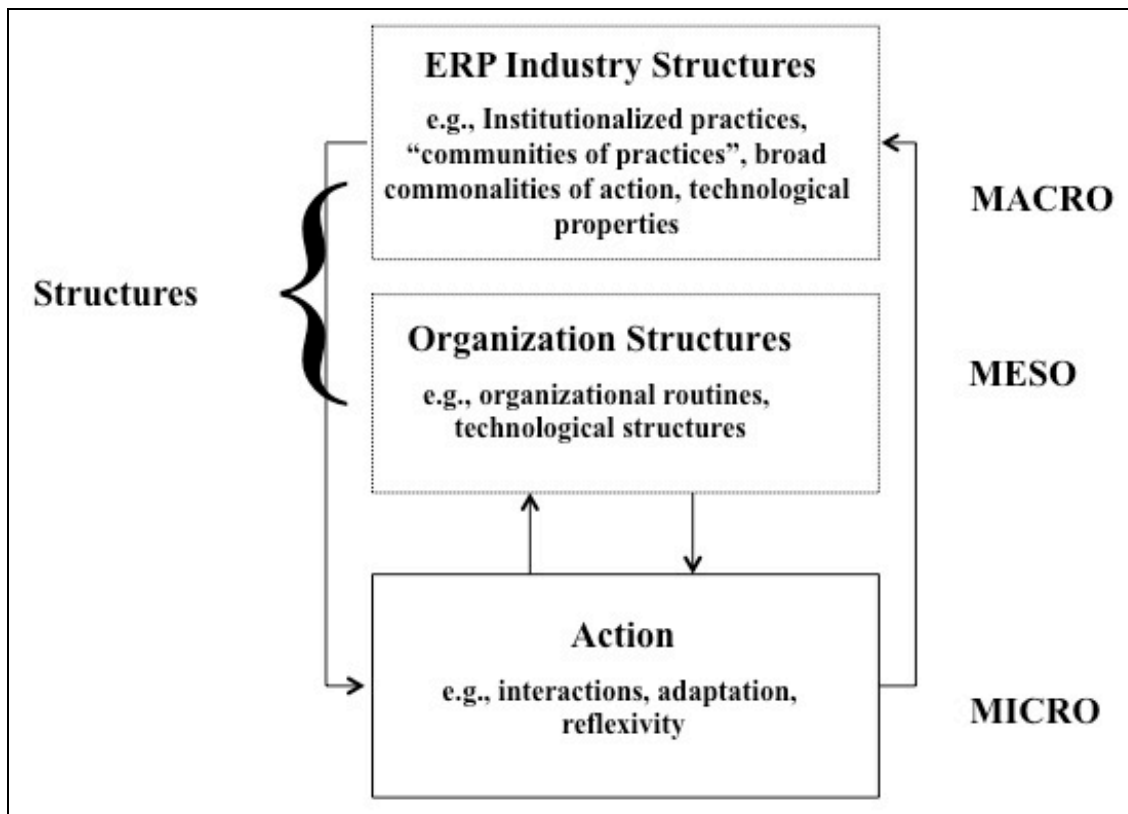 ERP Industry Structures
e.g., Institutionalized practices,
“communities of practices”, broad
commonalities of action, technological
properties
MACRO
Structures
Organization Structures
e.g., organizational routines,
technological structures
MESO
Action
e.g., interactions, adaptation,
reflexivity
MICRO